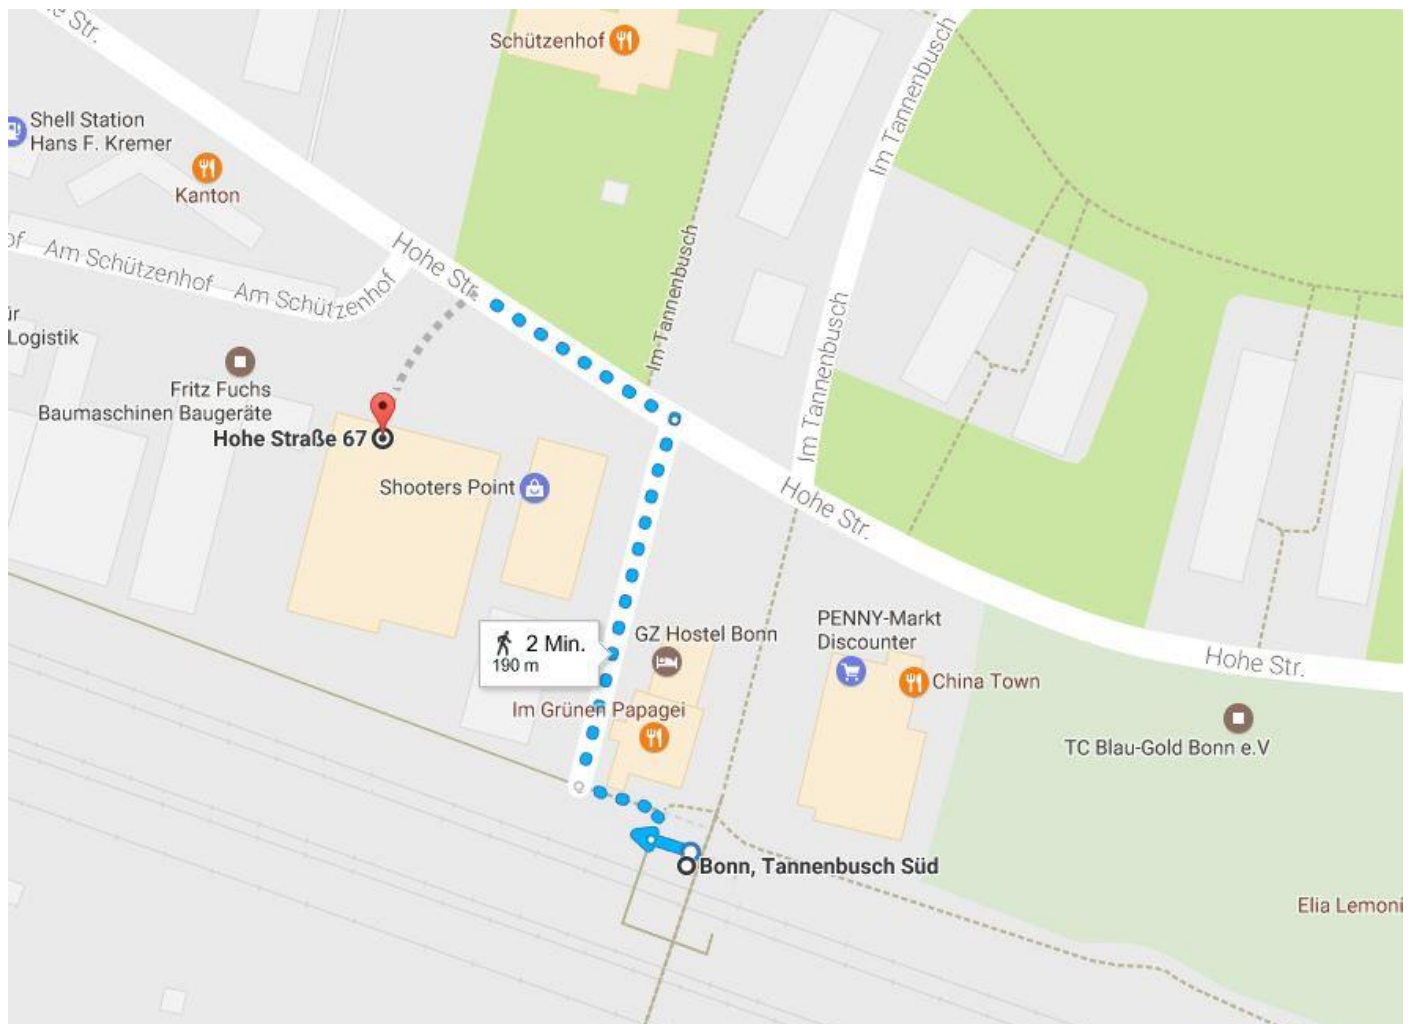 Str.
Schützenhof
Im Tannenbusch
Shell Station
Hans F. Kremer
Kanton
Hohe Str.
Im Tannenbusch
Am Schützenhof
Am Schützenhof
Logistik
Im Tannenbusch
Fritz Fuchs
Baumaschinen Baugeräte
Hohe Straße 67
Shooters Point
Hohe Str.
2 Min.
190 m
GZ Hostel Bonn
PENNY-Markt
Discounter
Hohe Str.
China Town
Im Grünen Papagei
TC Blau-Gold Bonn e.V
Bonn, Tannenbusch Süd
Elia Lemoni